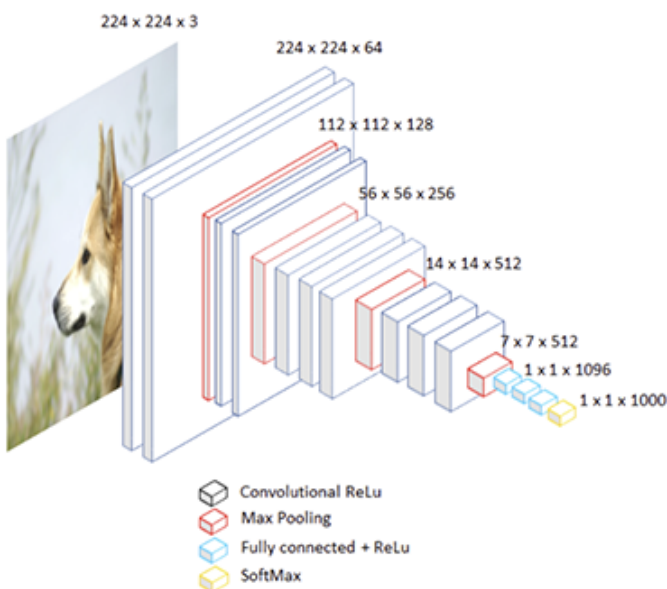 224 x 224 x 3
224 x 224 x 64
112 x 112 x 128
56 x 56 x 256
14 x 14 x 512
7 x 7 x 512
1 x 1 x 1096
1 x 1 x 1000
Convolutional ReLu
Max Pooling
Fully connected + ReLu
SoftMax